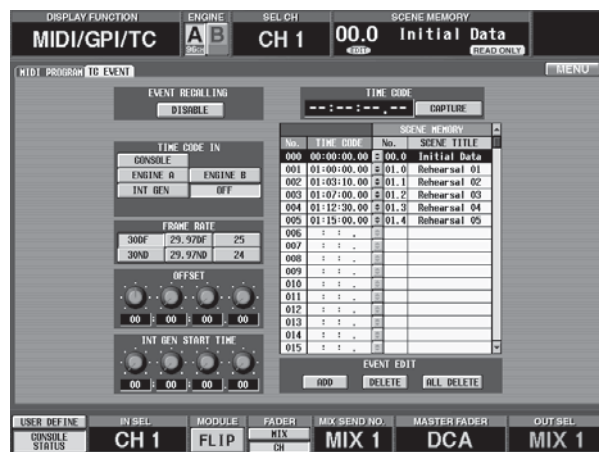 DISPLAY FUNCTION ENGINE SEL CH SCENE MEMORY
MIDI/GPI/TC A B CH 1 00.0 Initial Data
96kHz EDIT READ ONLY
MIDI PROGRAM TC EVENT MENU
EVENT RECALLING TIME CODE
DISABLE --:--:--.-- CAPTURE
SCENE MEMORY
TIME CODE IN No. TIME CODE No. SCENE TITLE
CONSOLE 000 00:00:00.00 00.0 Initial Data
ENGINE A ENGINE B 001 01:00:00.00 01.0 Rehearsal 01
INT GEN OFF 002 01:03:10.00 01.1 Rehearsal 02
003 01:07:00.00 01.2 Rehearsal 03
004 01:12:30.00 01.3 Rehearsal 04
FRAME RATE 005 01:15:00.00 01.4 Rehearsal 05
30DF 29.97DF 25 006 : : .
30ND 29.97ND 24 007 : : .
008 : : .
OFFSET 009 : : .
010 : : .
011 : : .
00 : 00 : 00 . 00 012 : : .
INT GEN START TIME 013 : : .
014 : : .
015 : : .
EVENT EDIT
00 : 00 : 00 . 00 ADD DELETE ALL DELETE
USER DEFINE IN SEL MODULE FADER MIX SEND NO. MASTER FADER OUT SEL
CONSOLE STATUS CH 1 FLIP MIX CH MIX 1 DCA MIX 1